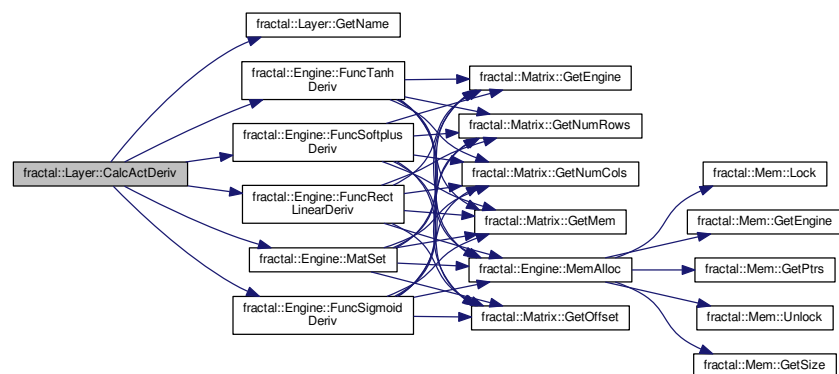 fractal::Layer::CalcActDeriv
fractal::Layer::GetName
fractal::Engine::FuncTanh
Deriv
fractal::Engine::FuncSoftplus
Deriv
fractal::Engine::FuncRect
LinearDeriv
fractal::Engine::MatSet
fractal::Engine::FuncSigmoid
Deriv
fractal::Matrix::GetEngine
fractal::Matrix::GetNumRows
fractal::Matrix::GetNumCols
fractal::Matrix::GetMem
fractal::Engine::MemAlloc
fractal::Matrix::GetOffset
fractal::Mem::Lock
fractal::Mem::GetEngine
fractal::Mem::GetPtrs
fractal::Mem::Unlock
fractal::Mem::GetSize